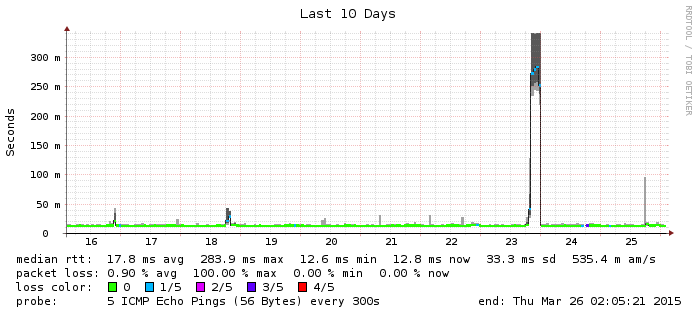 Last 10 Days
RRDTOOL / TOBI OETIKER
Seconds
300 m
250 m
200 m
150 m
100 m
50 m
0
16 17 18 19 20 21 22 23 24 25
median rtt: 17.8 ms avg 283.9 ms max 12.6 ms min 12.8 ms now 33.3 ms sd 535.4 m am/s
packet loss: 0.90 % avg 100.00 % max 0.00 % min 0.00 % now
loss color: 0 1/5 2/5 3/5 4/5
probe: 5 ICMP Echo Pings (56 Bytes) every 300s end: Thu Mar 26 02:05:21 2015